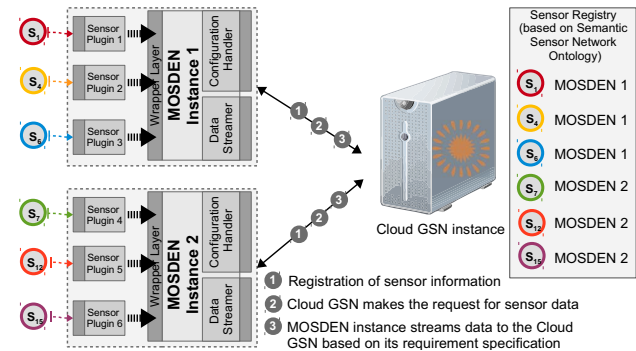 S1
Sensor Plugin 1
S4
Sensor Plugin 2
S6
Sensor Plugin 3
Wrapper Layer
MOSDEN Instance 1
Configuration Handler
Data Streamer
S7
Sensor Plugin 4
S12
Sensor Plugin 5
S15
Sensor Plugin 6
Wrapper Layer
MOSDEN Instance 2
Configuration Handler
Data Streamer
1
2
3
1
2
3
Cloud GSN instance
1 Registration of sensor information
2 Cloud GSN makes the request for sensor data
3 MOSDEN instance streams data to the Cloud
GSN based on its requirement specification
Sensor Registry
(based on Semantic
Sensor Network
Ontology)
S1 MOSDEN 1
S4 MOSDEN 1
S6 MOSDEN 1
S7 MOSDEN 2
S12 MOSDEN 2
S15 MOSDEN 2